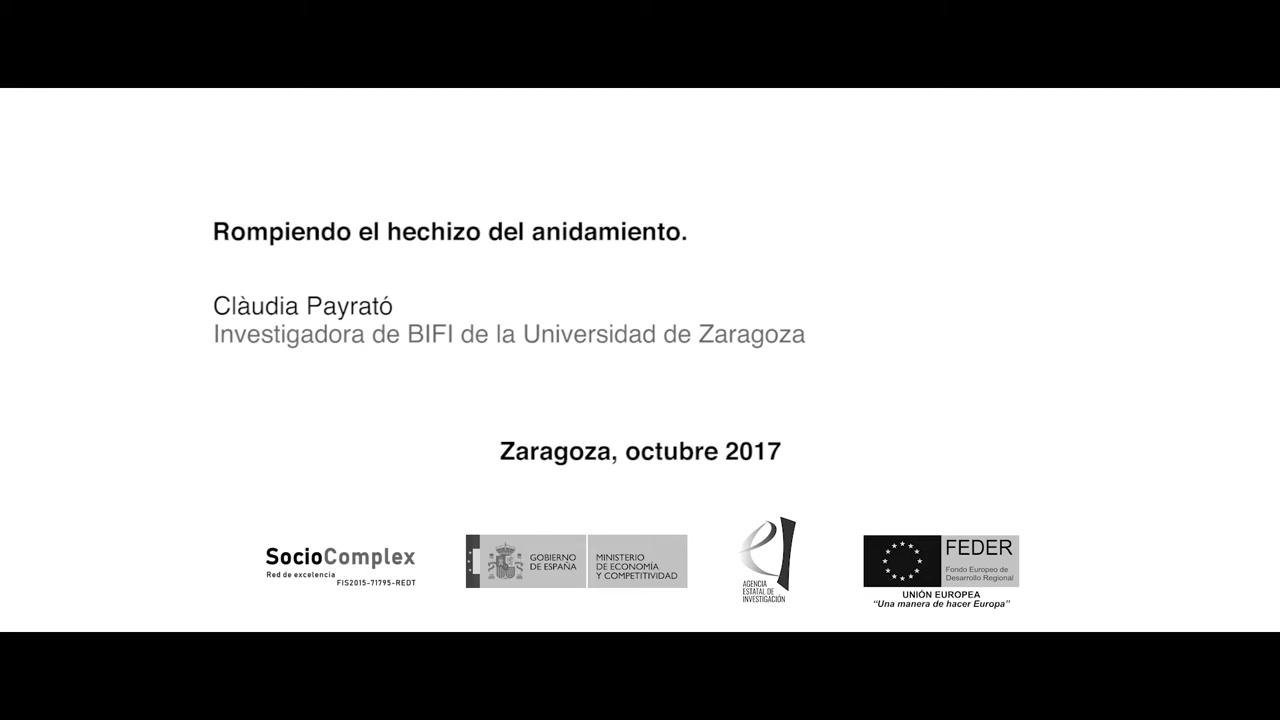 Rompiendo el hechizo del anidamiento.
Clàudia Payrató
Investigadora de BIFI de la Universidad de Zaragoza
Zaragoza, octubre 2017
SocioComplex
Red de excelencia
FIS2015-71795-REDT
GOBIERNO
DE ESPAÑA
MINISTERIO
DE ECONOMÍA
Y COMPETITIVIDAD
AGENCIA
ESTATAL DE
INVESTIGACIÓN
FEDER
Fondo Europeo de
Desarrollo Regional
UNIÓN EUROPEA
“Una manera de hacer Europa”